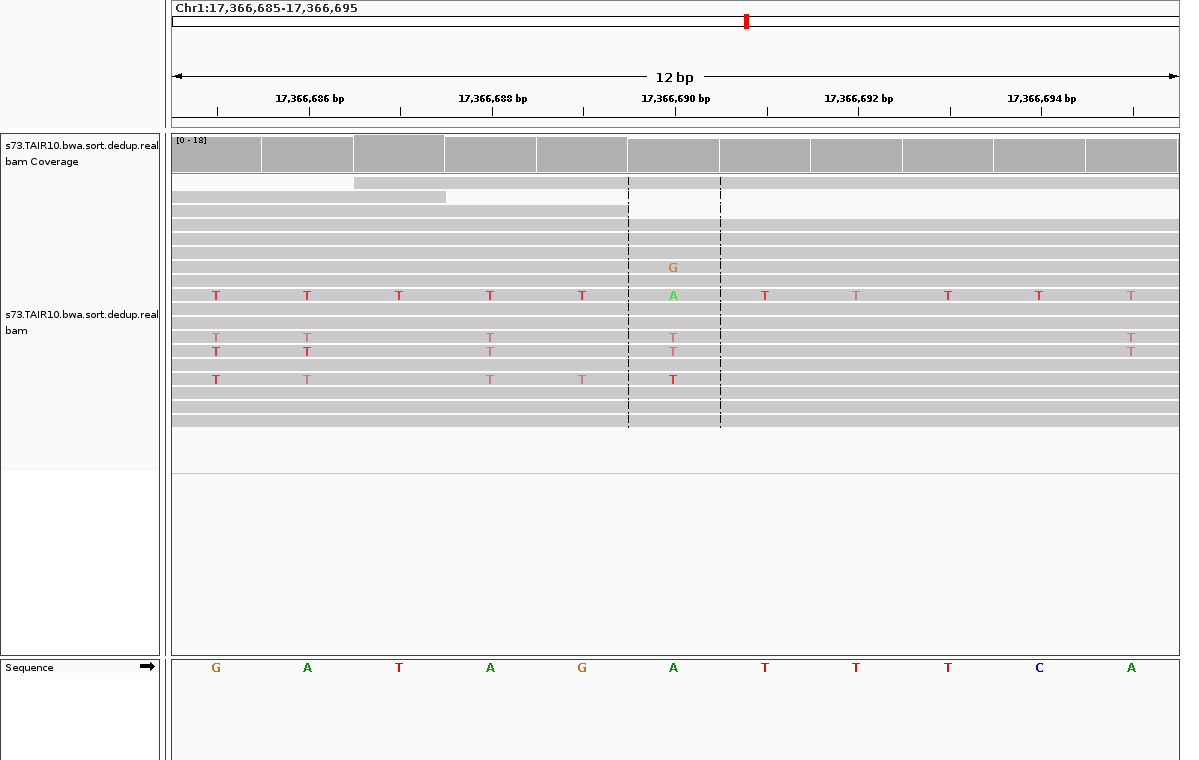 Chr1:17,366,685-17,366,695
12 bp
17,366,686 bp 17,366,688 bp 17,366,690 bp 17,366,692 bp 17,366,694 bp
s73.TAIR10.bwa.sort.dedup.real
bam Coverage
[0 - 18]
G
T T T T T A T T T T T
s73.TAIR10.bwa.sort.dedup.real
bam
T T T T T
T T T T T
T T T T T
Sequence
G A T A G A T T T C A